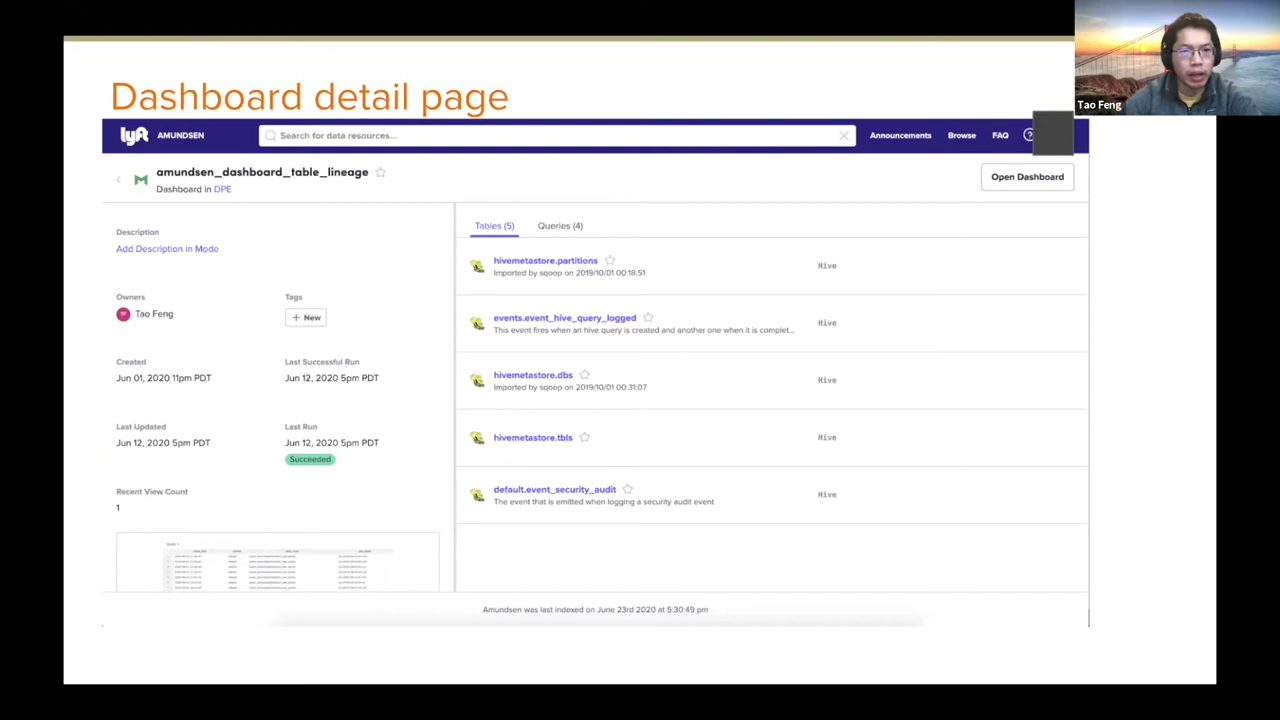 Dashboard detail page
Tao Feng
lyft AMUNDSEN
Search for data resources...
Announcements
Browse
FAQ
?
amundsen_dashboard_table_lineage
Dashboard in DPE
Open Dashboard
Description
Add Description in Mode
Owners
TF Tao Feng
Tags
+ New
Created
Jun 01, 2020 11pm PDT
Last Successful Run
Jun 12, 2020 5pm PDT
Last Updated
Jun 12, 2020 5pm PDT
Last Run
Jun 12, 2020 5pm PDT
Succeeded
Recent View Count
1
Tables (5)
Queries (4)
hivemetastore.partitions
Imported by sqoop on 2019/10/01 00:18:51
Hive
events.event_hive_query_logged
This event fires when an hive query is created and another one when it is complet...
Hive
hivemetastore.dbs
Imported by sqoop on 2019/10/01 00:31:07
Hive
hivemetastore.tbls
Hive
default.event_security_audit
The event that is emitted when logging a security audit event
Hive
Amundsen was last indexed on June 23rd 2020 at 5:30:49 pm